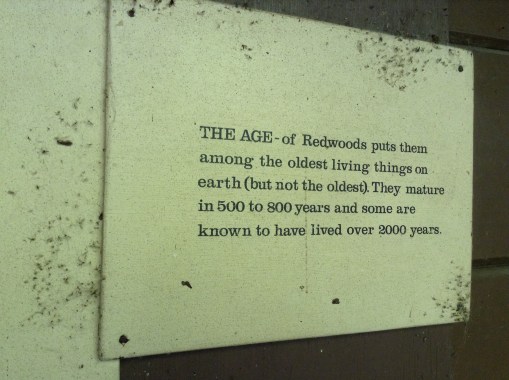 THE AGE-of Redwoods puts them
among the oldest living things on
earth (but not the oldest). They mature
in 500 to 800 years and some are
known to have lived over 2000 years.